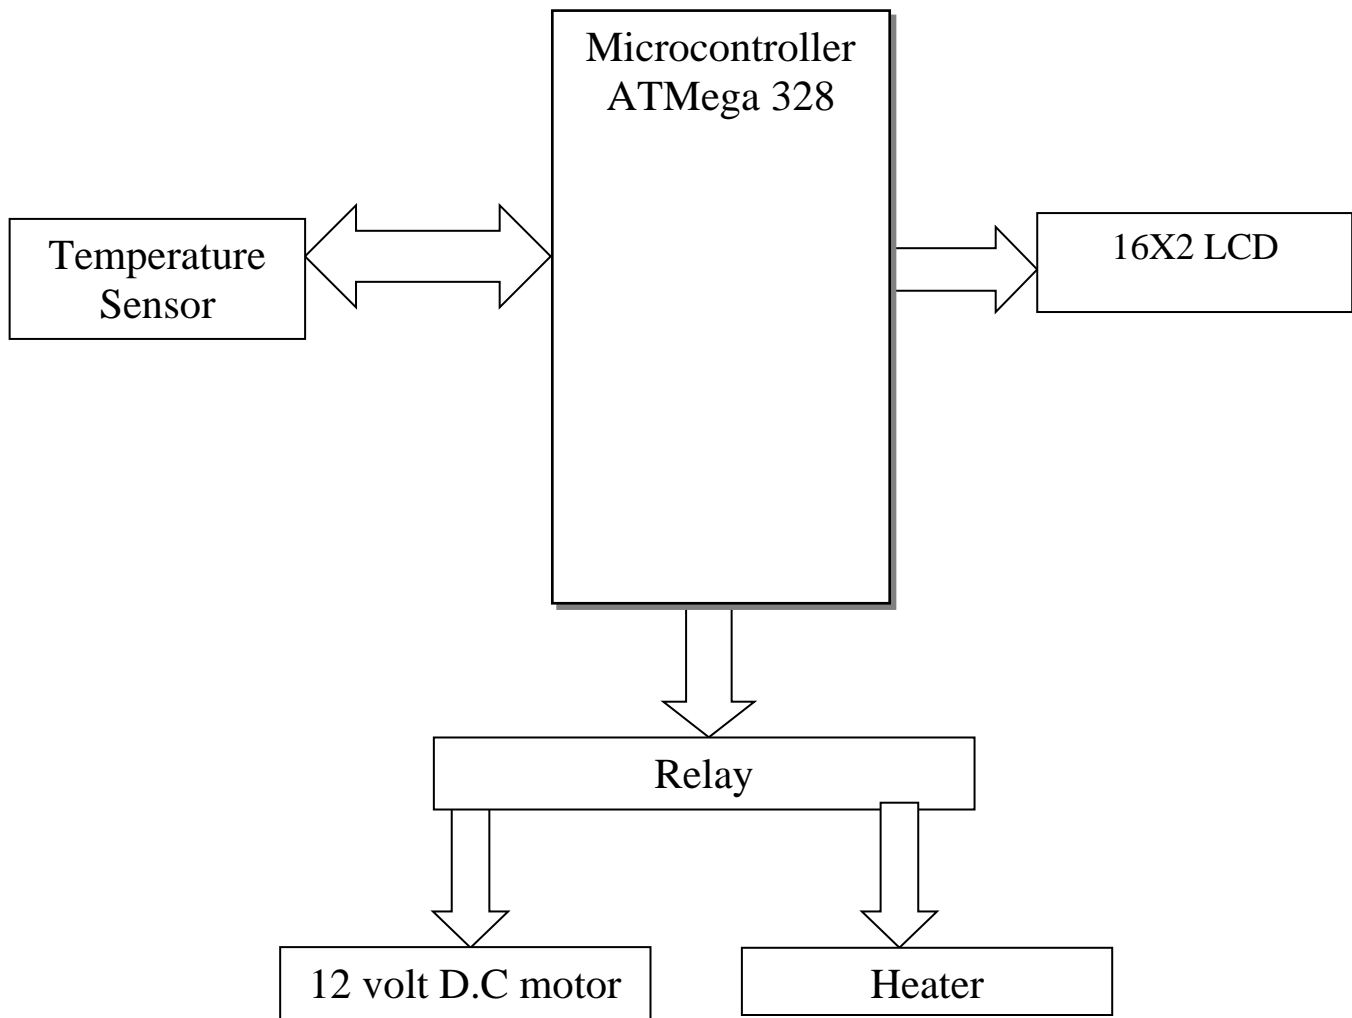 Microcontroller
ATMega 328
Temperature
Sensor
16X2 LCD
Relay
12 volt D.C motor
Heater